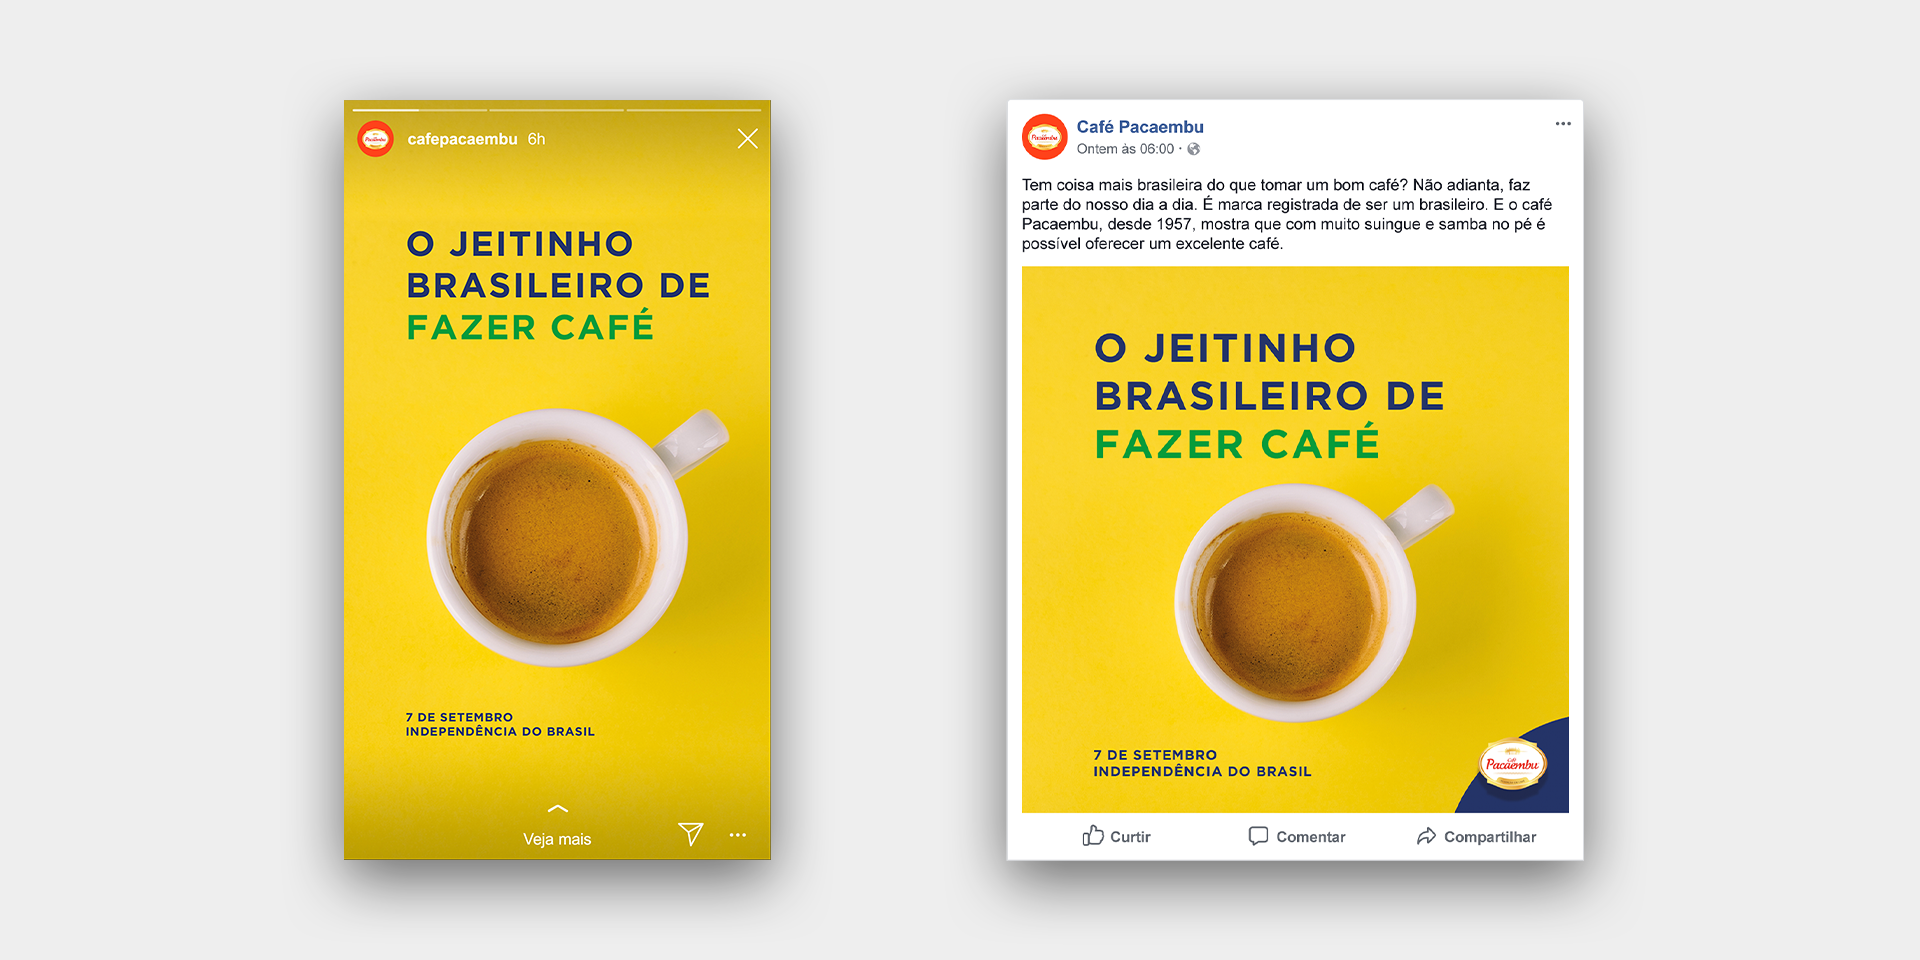 Pacaembu
cafepacaembu 6h
O JEITINHO
BRASILEIRO DE
FAZER CAFÉ
7 DE SETEMBRO
INDEPENDÊNCIA DO BRASIL
Veja mais
Pacaembu
Café Pacaembu
Ontem às 06:00 ·
Tem coisa mais brasileira do que tomar um bom café? Não adianta, faz
parte do nosso dia a dia. É marca registrada de ser um brasileiro. E o café
Pacaembu, desde 1957, mostra que com muito suingue e samba no pé é
possível oferecer um excelente café.
O JEITINHO
BRASILEIRO DE
FAZER CAFÉ
7 DE SETEMBRO
INDEPENDÊNCIA DO BRASIL
Café
Pacaembu
Curtir
Comentar
Compartilhar